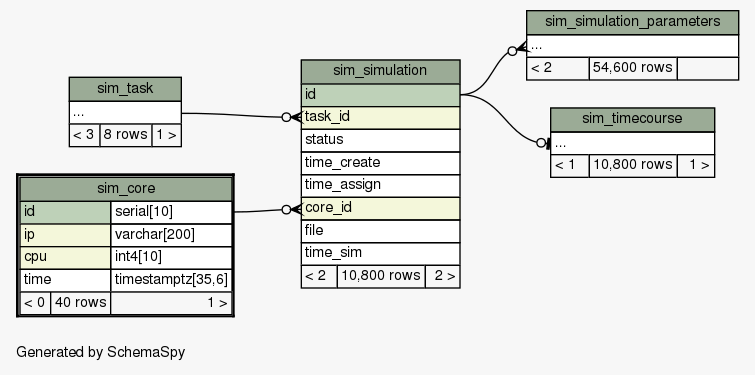 sim_simulation_parameters
...
< 2 54,600 rows
sim_task
...
< 3 8 rows 1 >
sim_simulation
id
task_id
status
time_create
time_assign
core_id
file
time_sim
< 2 10,800 rows 2 >
sim_timecourse
...
< 1 10,800 rows 1 >
sim_core
id serial[10]
ip varchar[200]
cpu int4[10]
time timestamptz[35,6]
< 0 40 rows 1 >
Generated by SchemaSpy